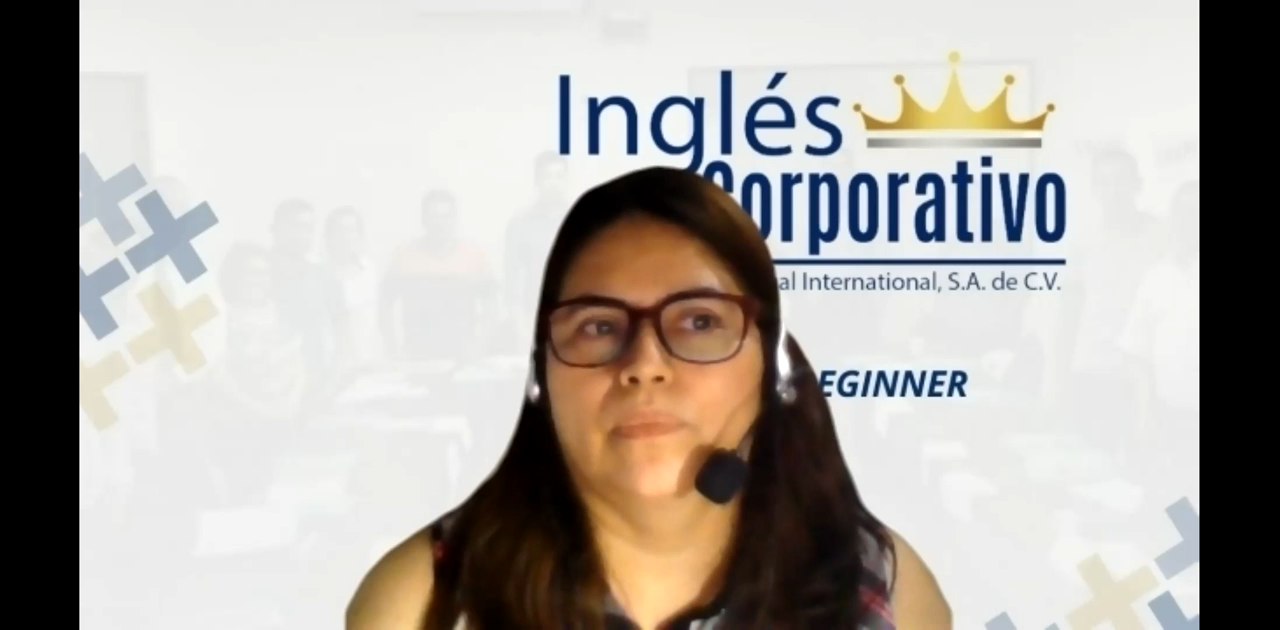 Inglés
Corporativo
al International, S.A. de C.V.
EGINNER